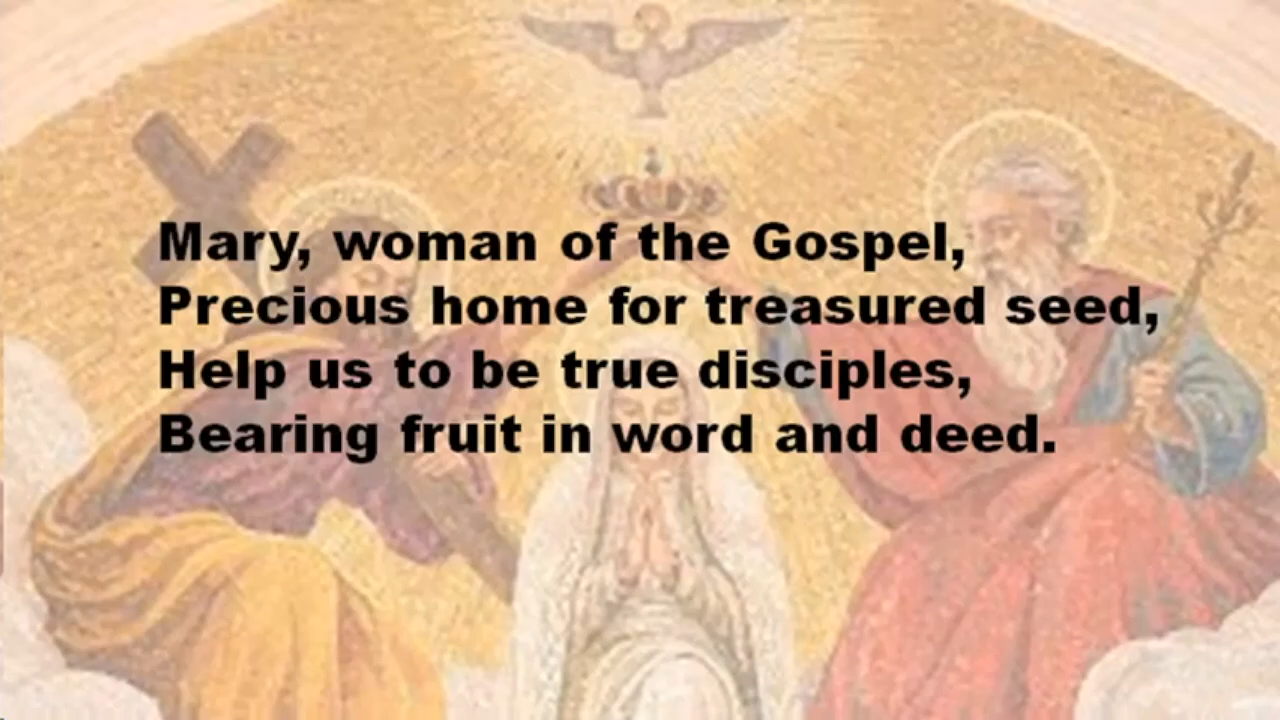 Mary, woman of the Gospel,
Precious home for treasured seed,
Help us to be true disciples,
Bearing fruit in word and deed.